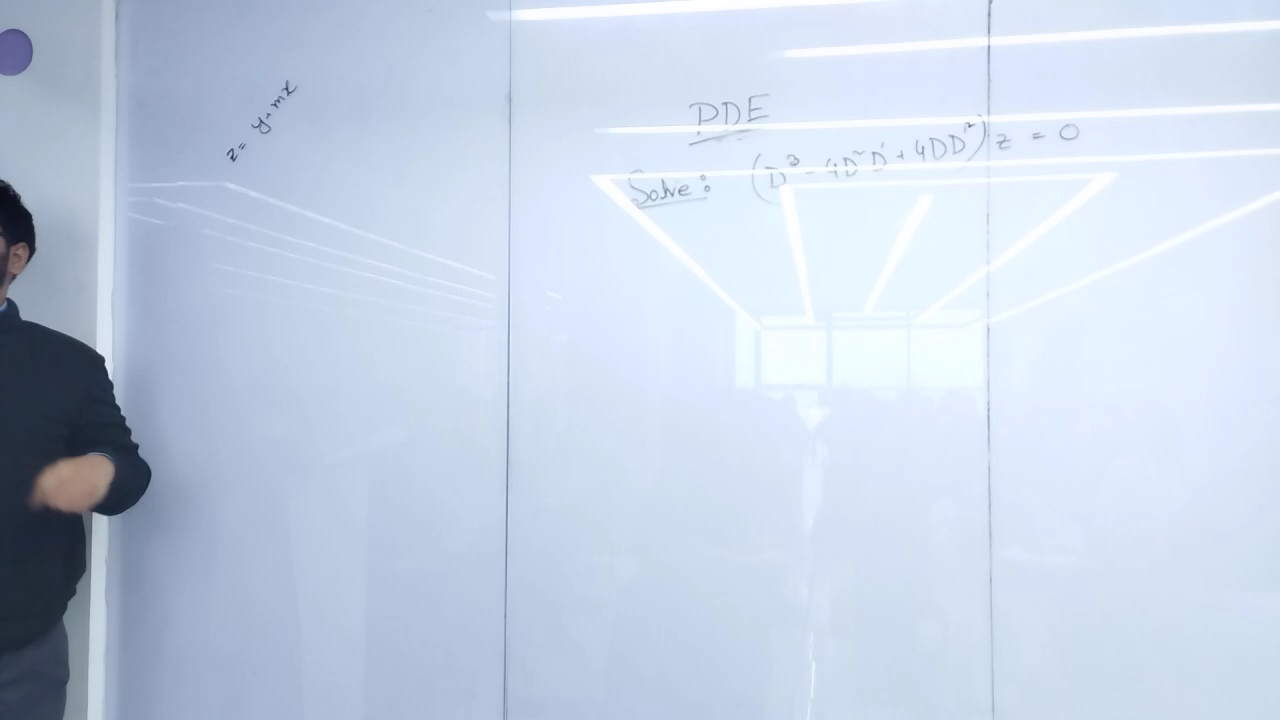 z = y+mx
PDE
Solve: (D³ - 4D²D' + 4DD'²) z = 0